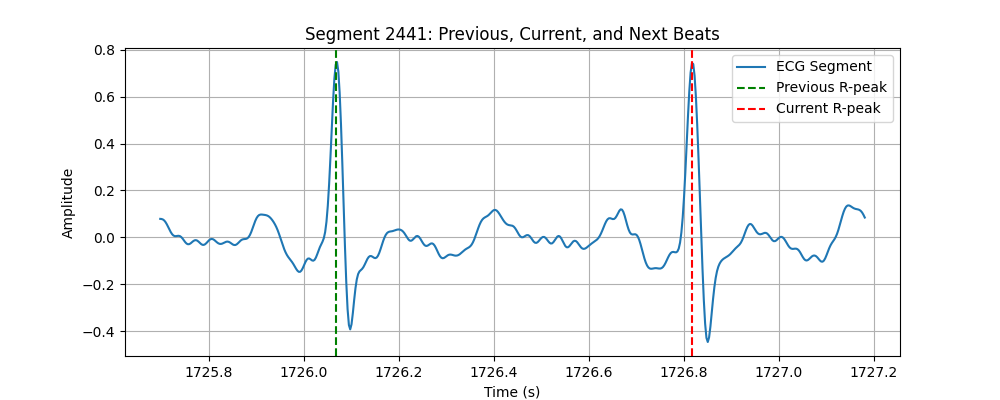 Segment 2441: Previous, Current, and Next Beats
0.8
0.6
0.4
0.2
0.0
−0.2
−0.4
Amplitude
ECG Segment
Previous R-peak
Current R-peak
1725.8 1726.0 1726.2 1726.4 1726.6 1726.8 1727.0 1727.2
Time (s)